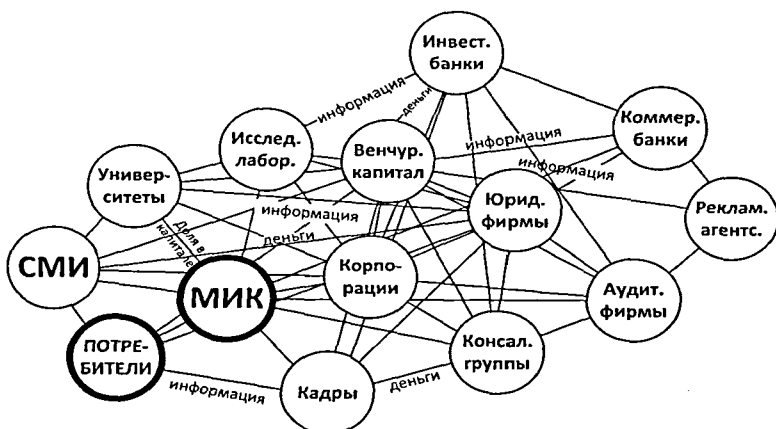 Инвест.
банки
информация
деньги
Коммер.
банки
Исслед.
лабор.
Венчур.
капитал
информация
информация
Универ-
ситеты
Юрид.
фирмы
Реклам.
агентс.
информация
Доля в
капитале
деньги
СМИ
МИК
Корпо-
рации
Аудит.
фирмы
ПОТРЕ-
БИТЕЛИ
Консал.
группы
информация
Кадры
деньги